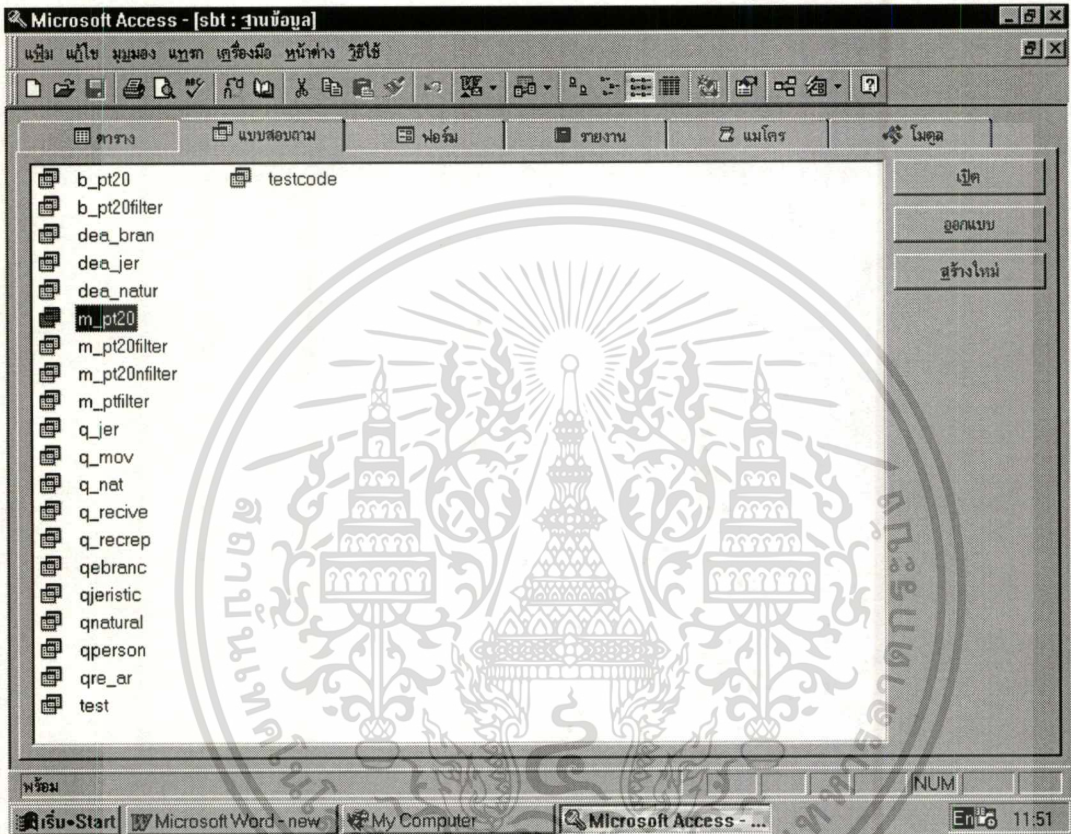 Microsoft Access - [sbt : ฐานข้อมูล]
แฟ้ม แก้ไข มุมมอง แทรก เครื่องมือ หน้าต่าง วิธีใช้
ตาราง แบบสอบถาม ฟอร์ม รายงาน แมโคร โมดูล
b_pt20 testcode
b_pt20filter
dea_bran
dea_jer
dea_natur
m_pt20
m_pt20filter
m_pt20nfilter
m_ptfilter
q_jer
q_mov
q_nat
q_recive
q_recrep
qebranc
qjeristic
qnatural
qperson
qre_ar
test
เปิด
ออกแบบ
สร้างใหม่
พร้อม NUM
เริ่ม•Start Microsoft Word - new My Computer Microsoft Access - ... En 11:51